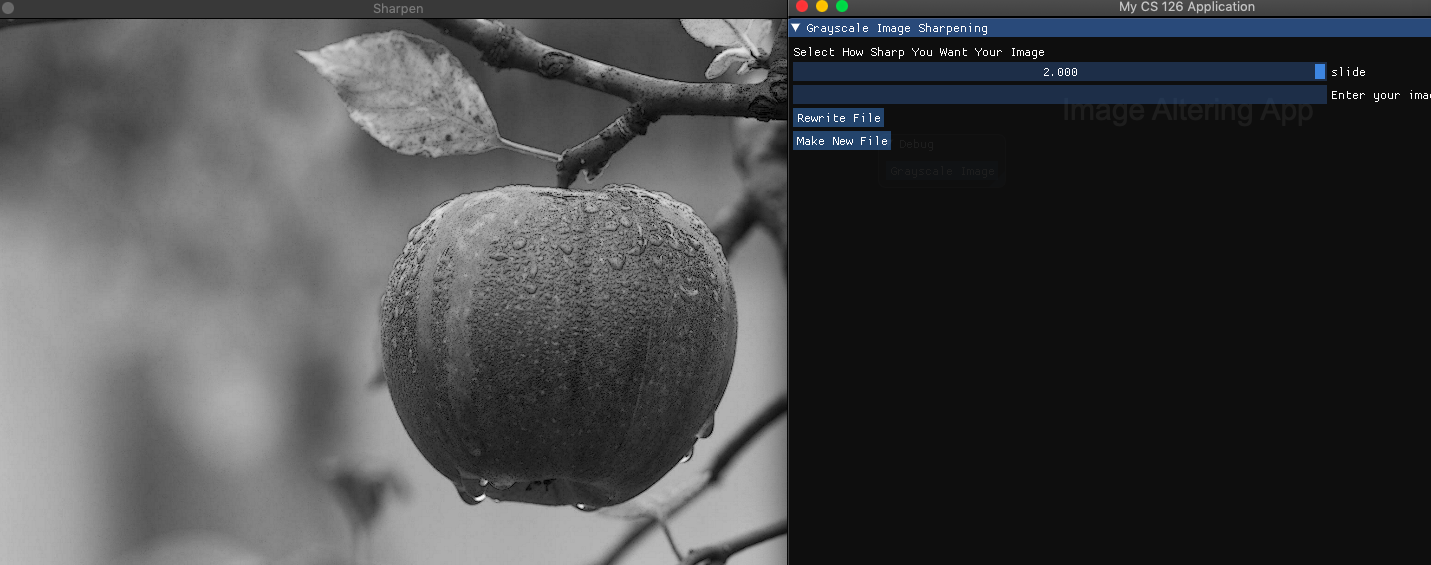 Sharpen
My CS 126 Application
Grayscale Image Sharpening
Select How Sharp You Want Your Image
2.000 slide
Enter your ima
Image Altering App
Rewrite File
Make New File
Debug
Grayscale Image